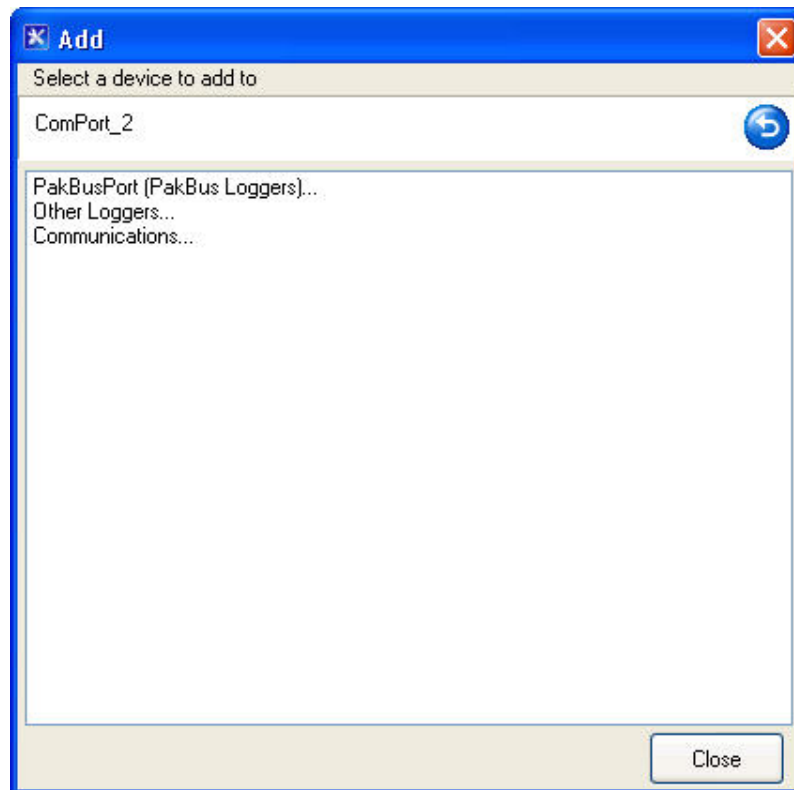 Add
Select a device to add to
ComPort_2
PakBusPort (PakBus Loggers)...
Other Loggers...
Communications...
Close